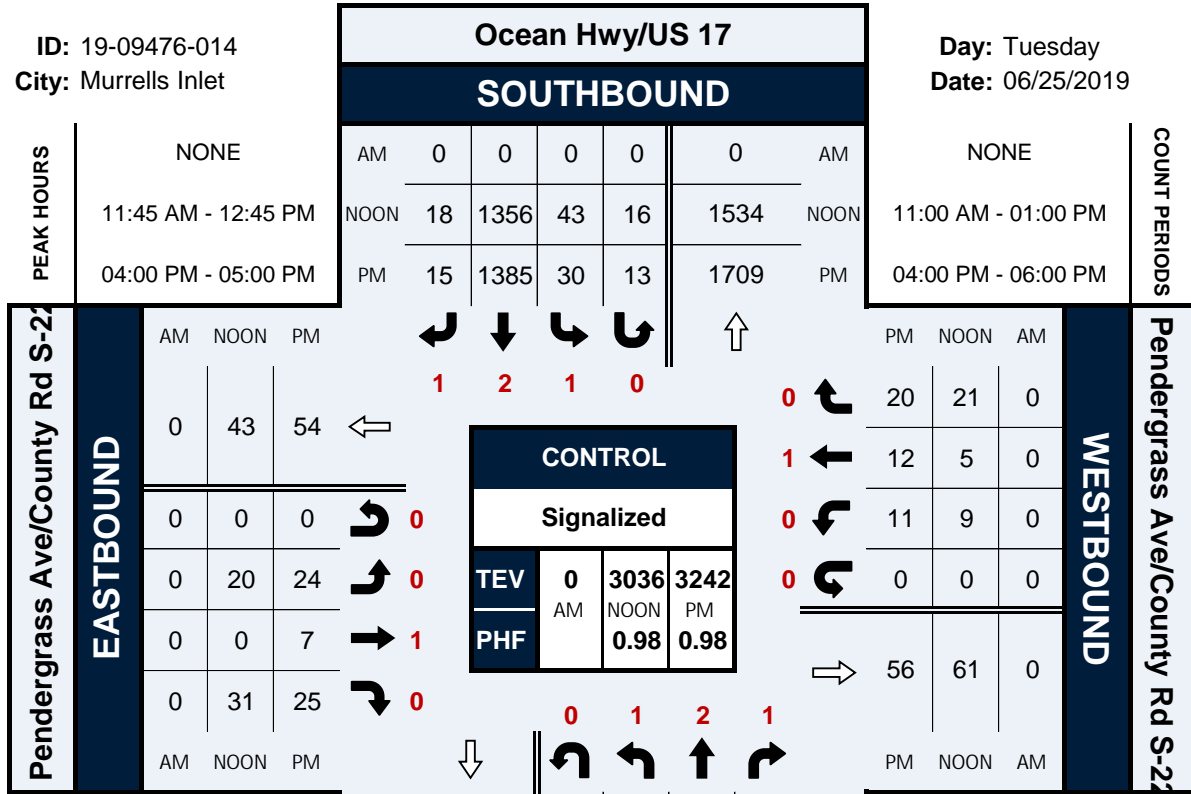 ID: 19-09476-014
City: Murrells Inlet
Ocean Hwy/US 17
SOUTHBOUND
Day: Tuesday
Date: 06/25/2019
PEAK HOURS
NONE
11:45 AM - 12:45 PM
04:00 PM - 05:00 PM
AM 0 0 0 0 0 AM
NOON 18 1356 43 16 1534 NOON
PM 15 1385 30 13 1709 PM
NONE
11:00 AM - 01:00 PM
04:00 PM - 06:00 PM
COUNT PERIODS
1 2 1 0
Pendergrass Ave/County Rd S-22
EASTBOUND
AM NOON PM
0 43 54
0 0 0 0
0 20 24 0
0 0 7 1
0 31 25 0
AM NOON PM
CONTROL
Signalized
TEV 0 3036 3242
AM NOON PM
PHF 0.98 0.98
PM NOON AM
0 20 21 0
1 12 5 0
0 11 9 0
0 0 0 0
56 61 0
PM NOON AM
WESTBOUND
Pendergrass Ave/County Rd S-22
0 1 2 1